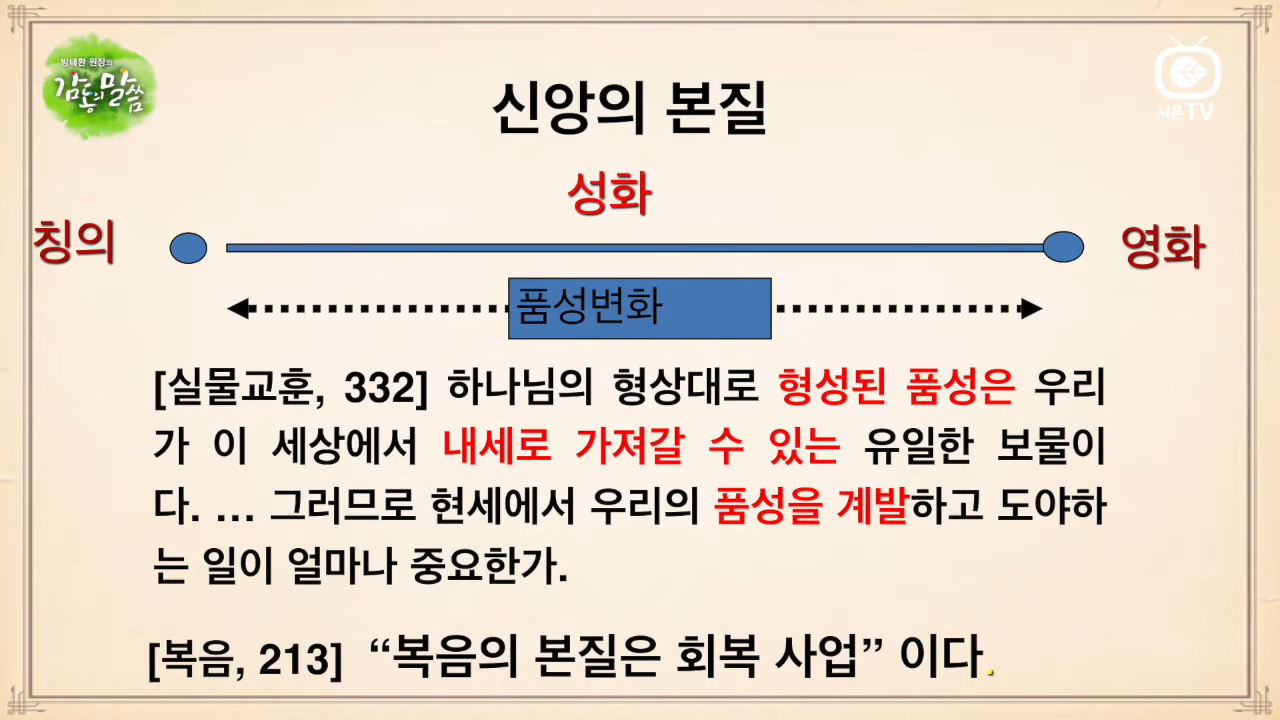 방태환 원장의
감동의 말씀
서온TV
신앙의 본질
성화
칭의
영화
품성변화
[실물교훈, 332] 하나님의 형상대로 형성된 품성은 우리
가 이 세상에서 내세로 가져갈 수 있는 유일한 보물이
다. ... 그러므로 현세에서 우리의 품성을 계발하고 도야하
는 일이 얼마나 중요한가.
[복음, 213] “복음의 본질은 회복 사업” 이다.